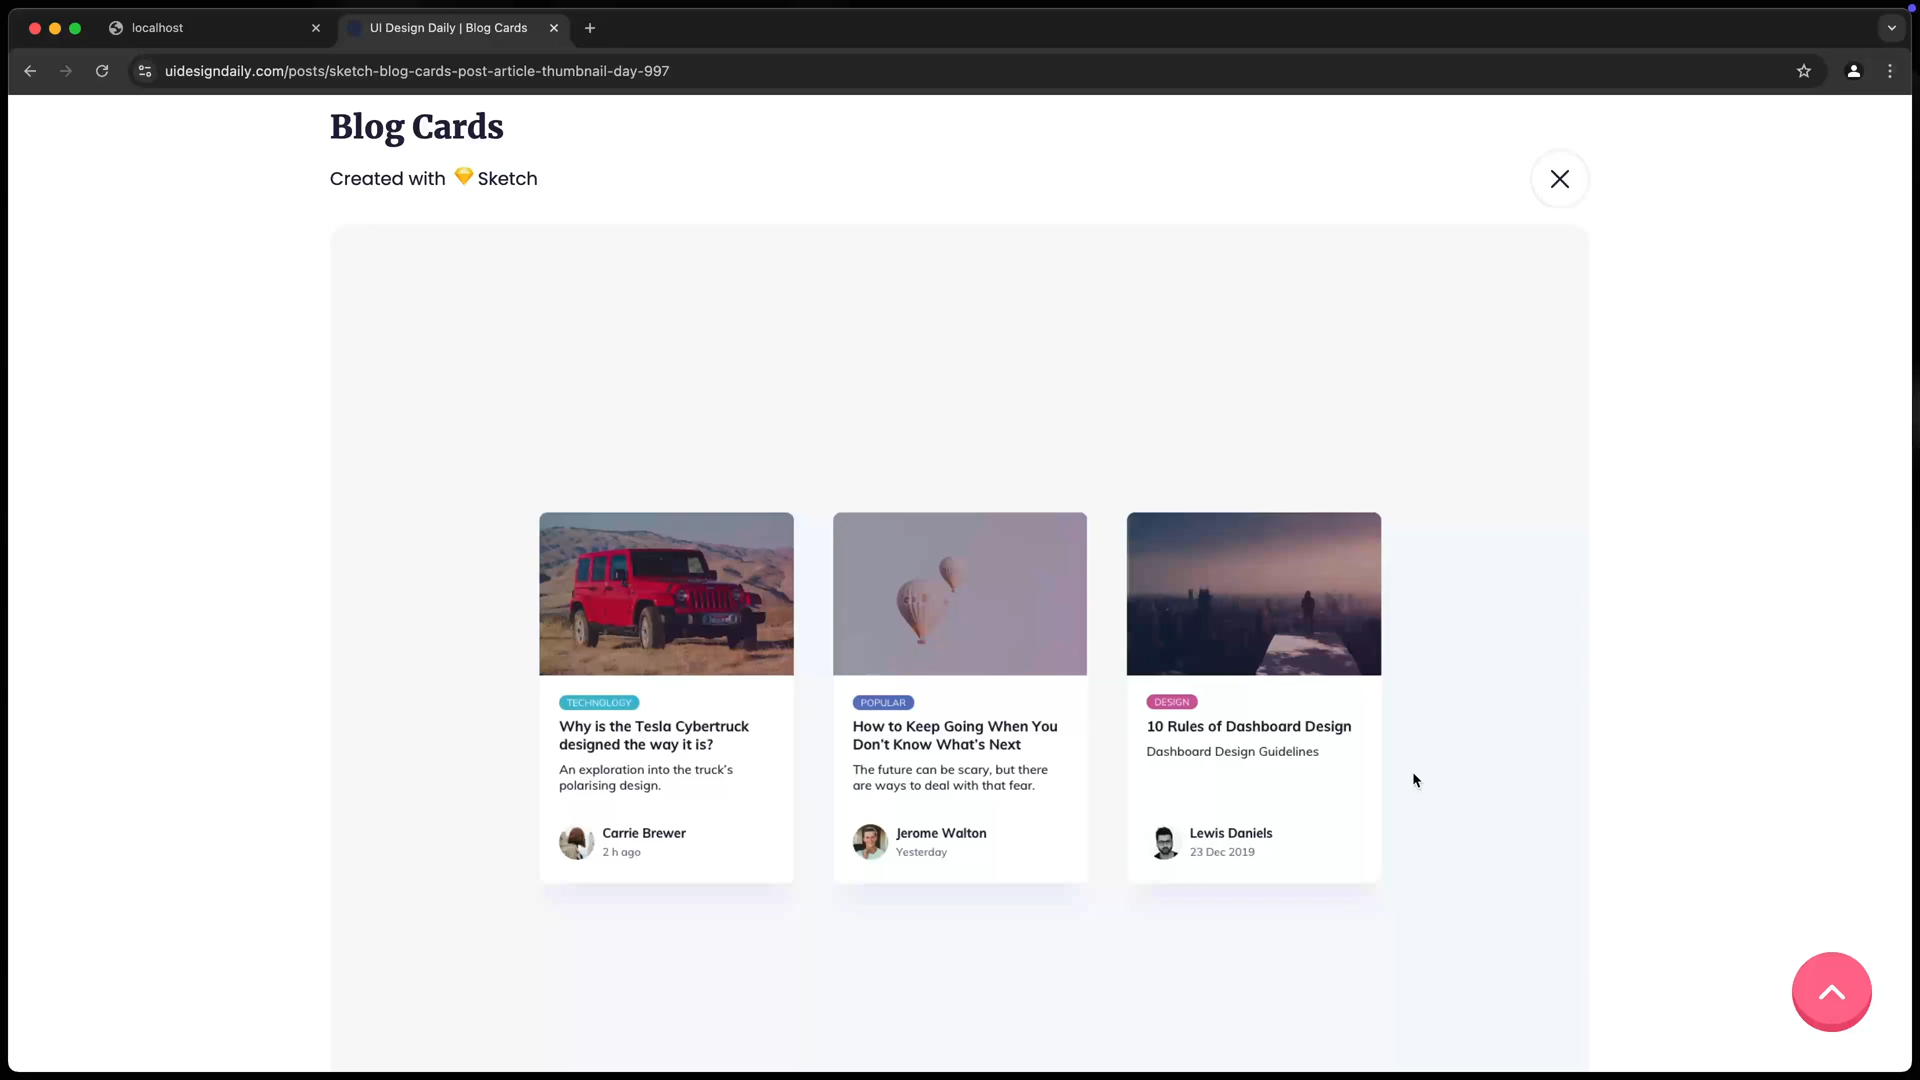 localhost
UI Design Daily | Blog Cards
uidesigndaily.com/posts/sketch-blog-cards-post-article-thumbnail-day-997
Blog Cards
Created with Sketch
TECHNOLOGY
Why is the Tesla Cybertruck
designed the way it is?
An exploration into the truck's
polarising design.
Carrie Brewer
2 h ago
POPULAR
How to Keep Going When You
Don't Know What's Next
The future can be scary, but there
are ways to deal with that fear.
Jerome Walton
Yesterday
DESIGN
10 Rules of Dashboard Design
Dashboard Design Guidelines
Lewis Daniels
23 Dec 2019